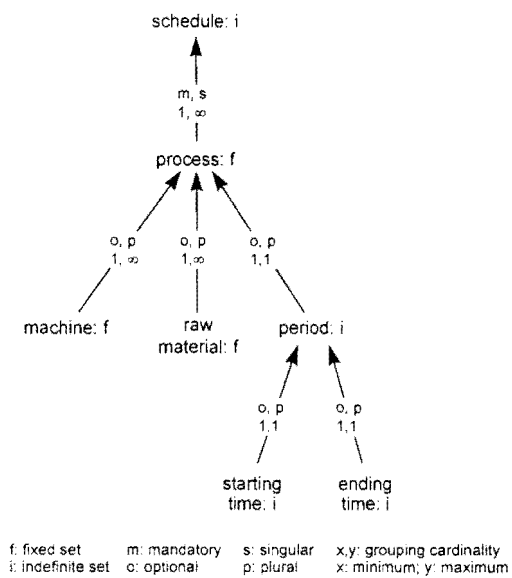 schedule: i
m, s
1, ∞
process: f
o, p
1, ∞
o, p
1,∞
o, p
1,1
machine: f
raw
material: f
period: i
o, p
1,1
o, p
1,1
starting
time: i
ending
time: i
f: fixed set m: mandatory s: singular x,y: grouping cardinality
i: indefinite set o: optional p: plural x: minimum; y: maximum